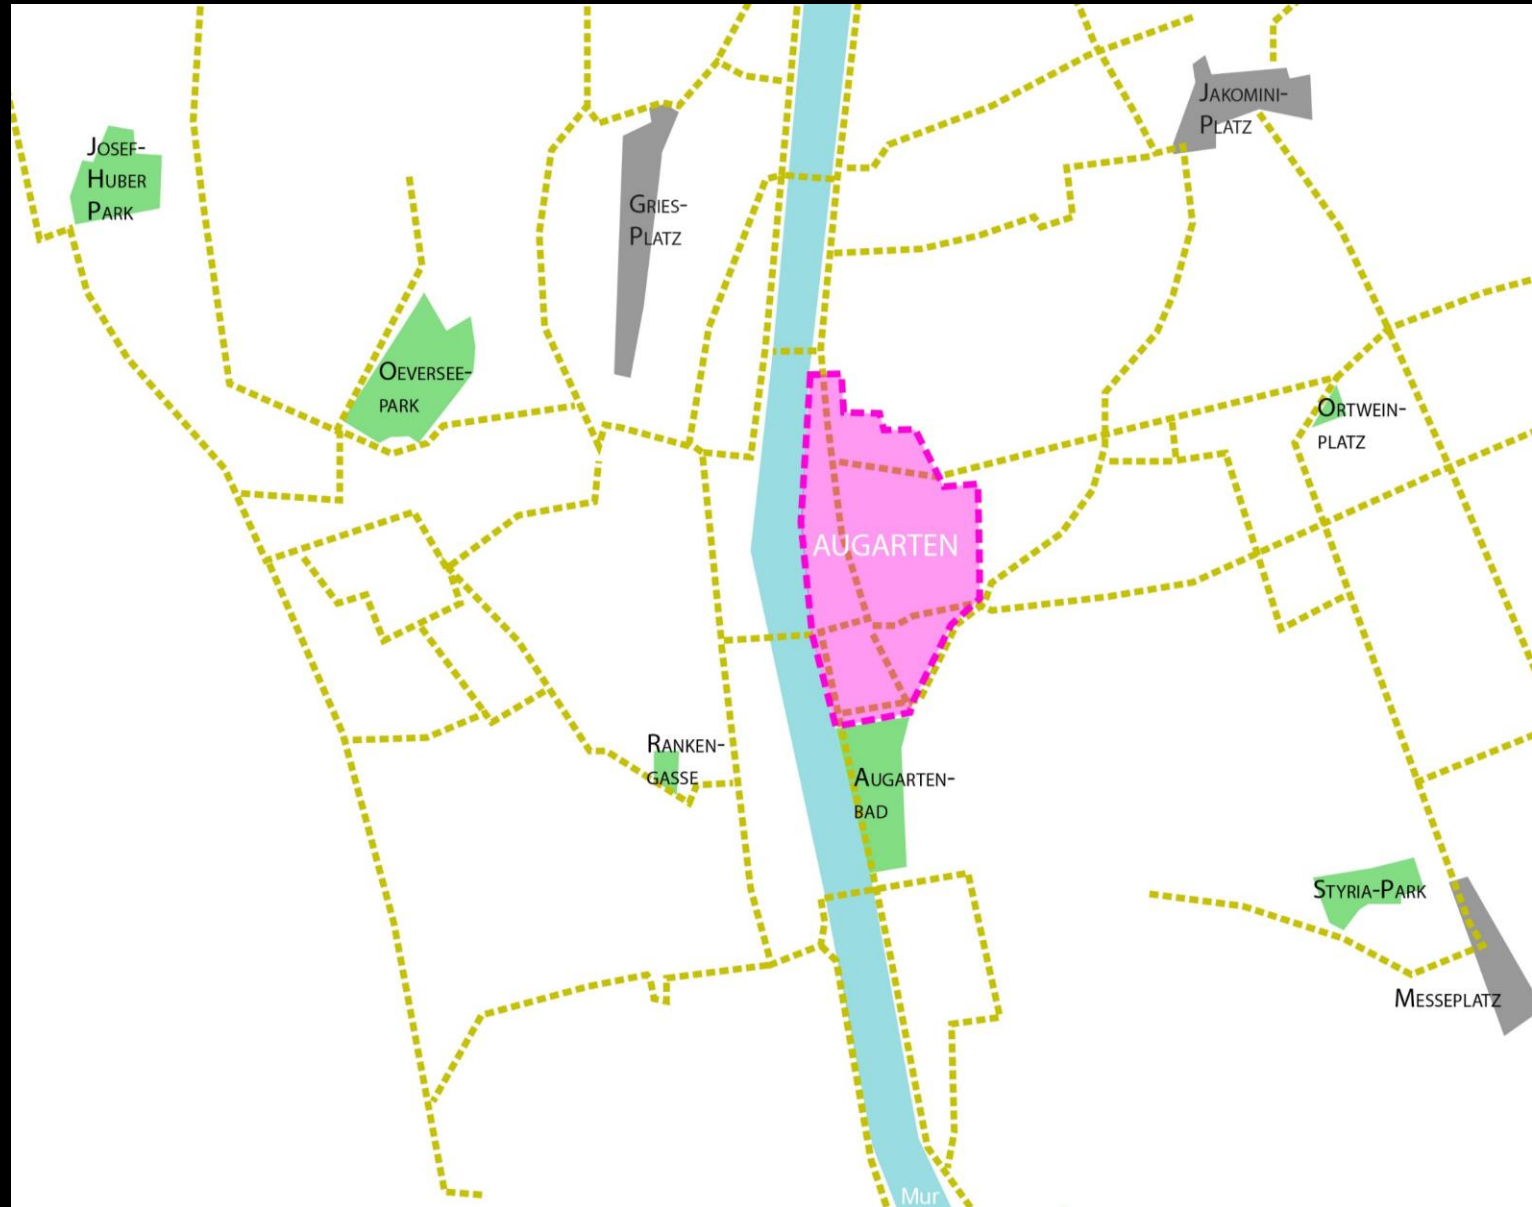 JAKOMINI-
PLATZ
JOSEF-
HUBER
PARK
GRIES-
PLATZ
OEVERSEE-
PARK
ORTWEIN-
PLATZ
AUGARTEN
RANKEN-
GASSE
AUGARTEN-
BAD
STYRIA-PARK
MESSEPLATZ
Mur